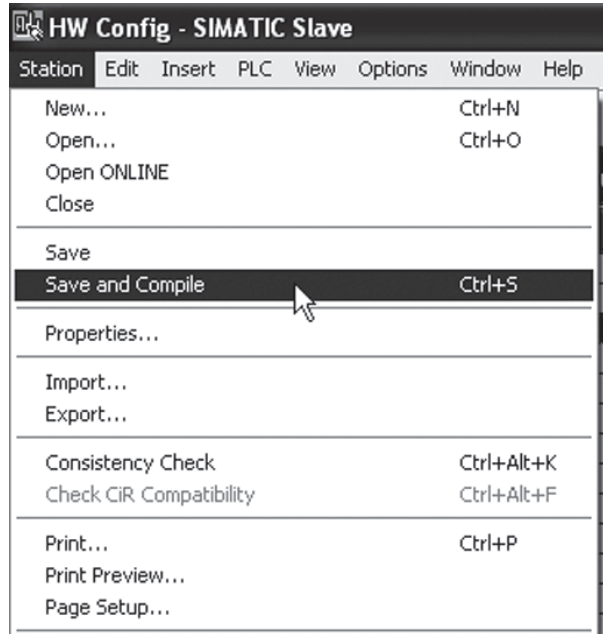 HW Config - SIMATIC Slave
Station Edit Insert PLC View Options Window Help
New... Ctrl+N
Open... Ctrl+O
Open ONLINE
Close
Save
Save and Compile Ctrl+S
Properties...
Import...
Export...
Consistency Check Ctrl+Alt+K
Check CiR Compatibility Ctrl+Alt+F
Print... Ctrl+P
Print Preview...
Page Setup...